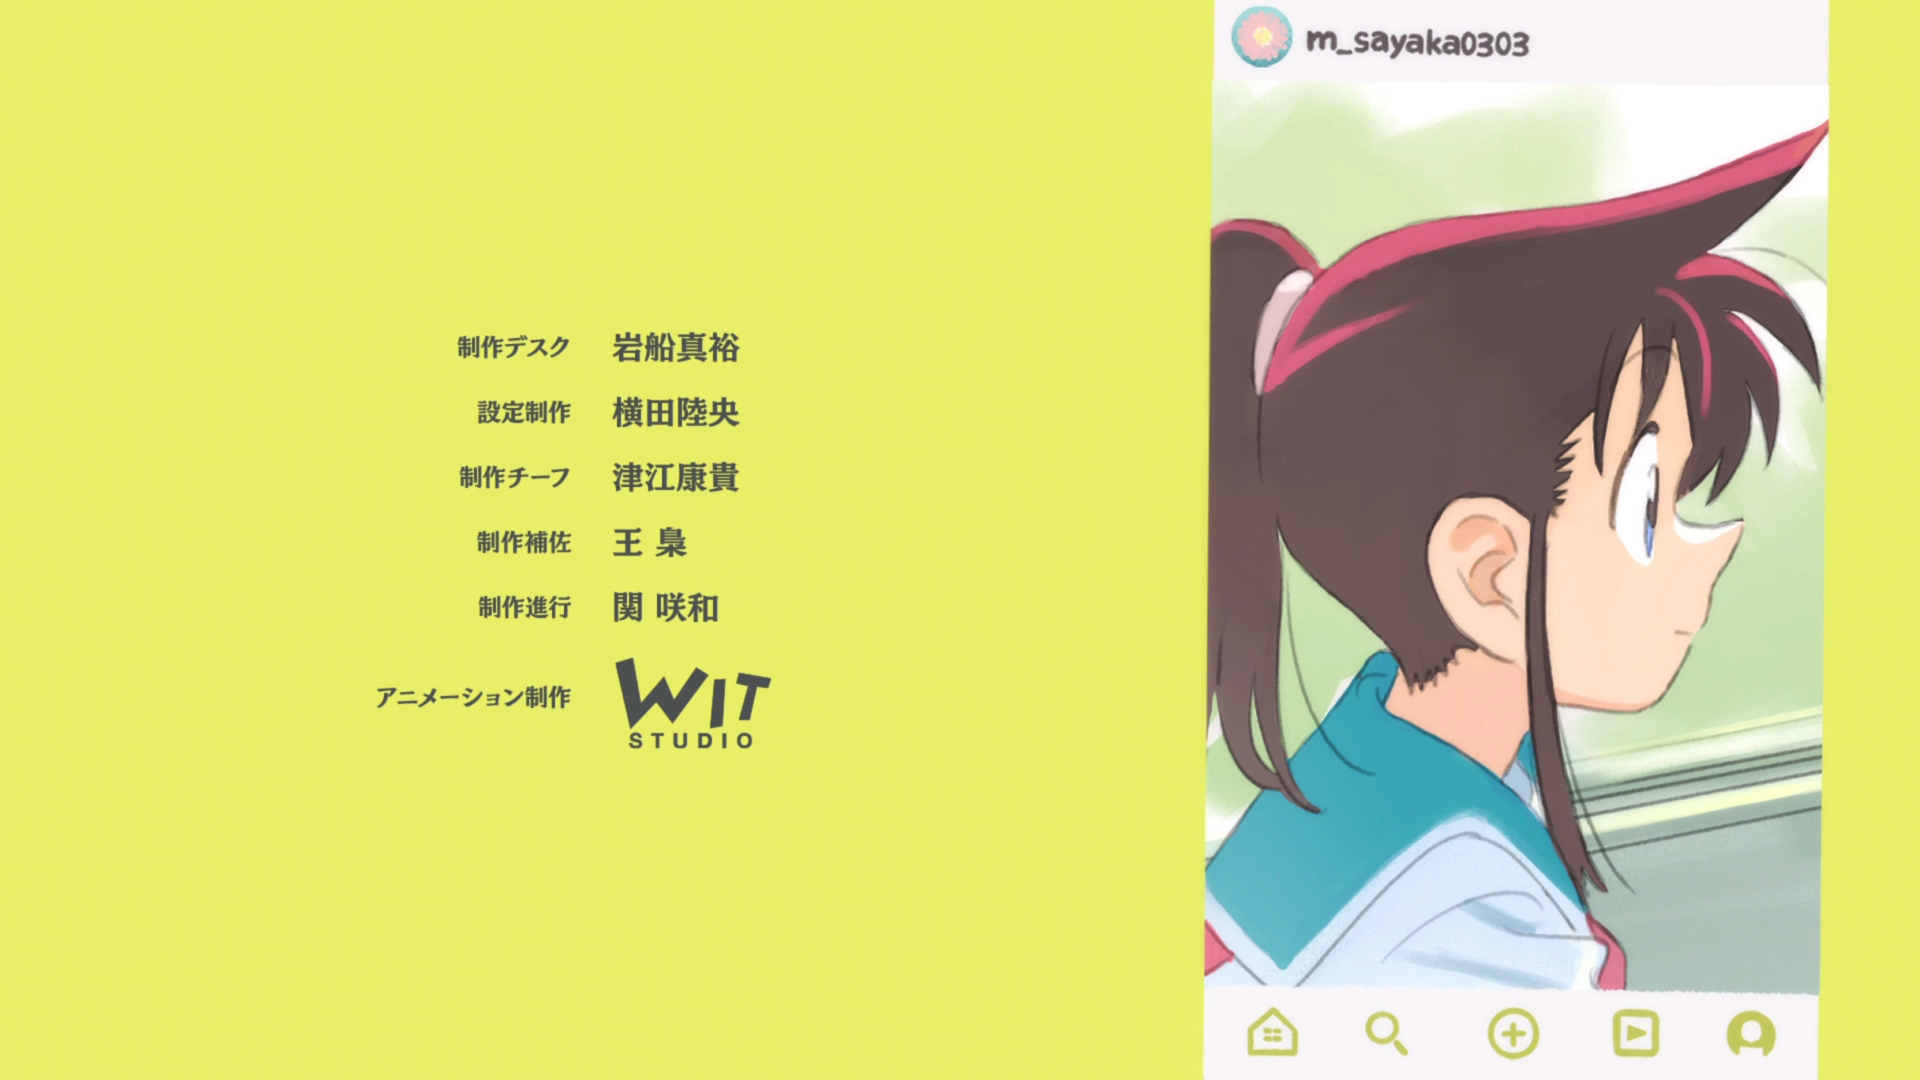 m_sayaka0303
制作デスク 岩船真裕
設定制作 横田陸央
制作チーフ 津江康貴
制作補佐 王 梟
制作進行 関 咲和
アニメーション制作 WIT STUDIO